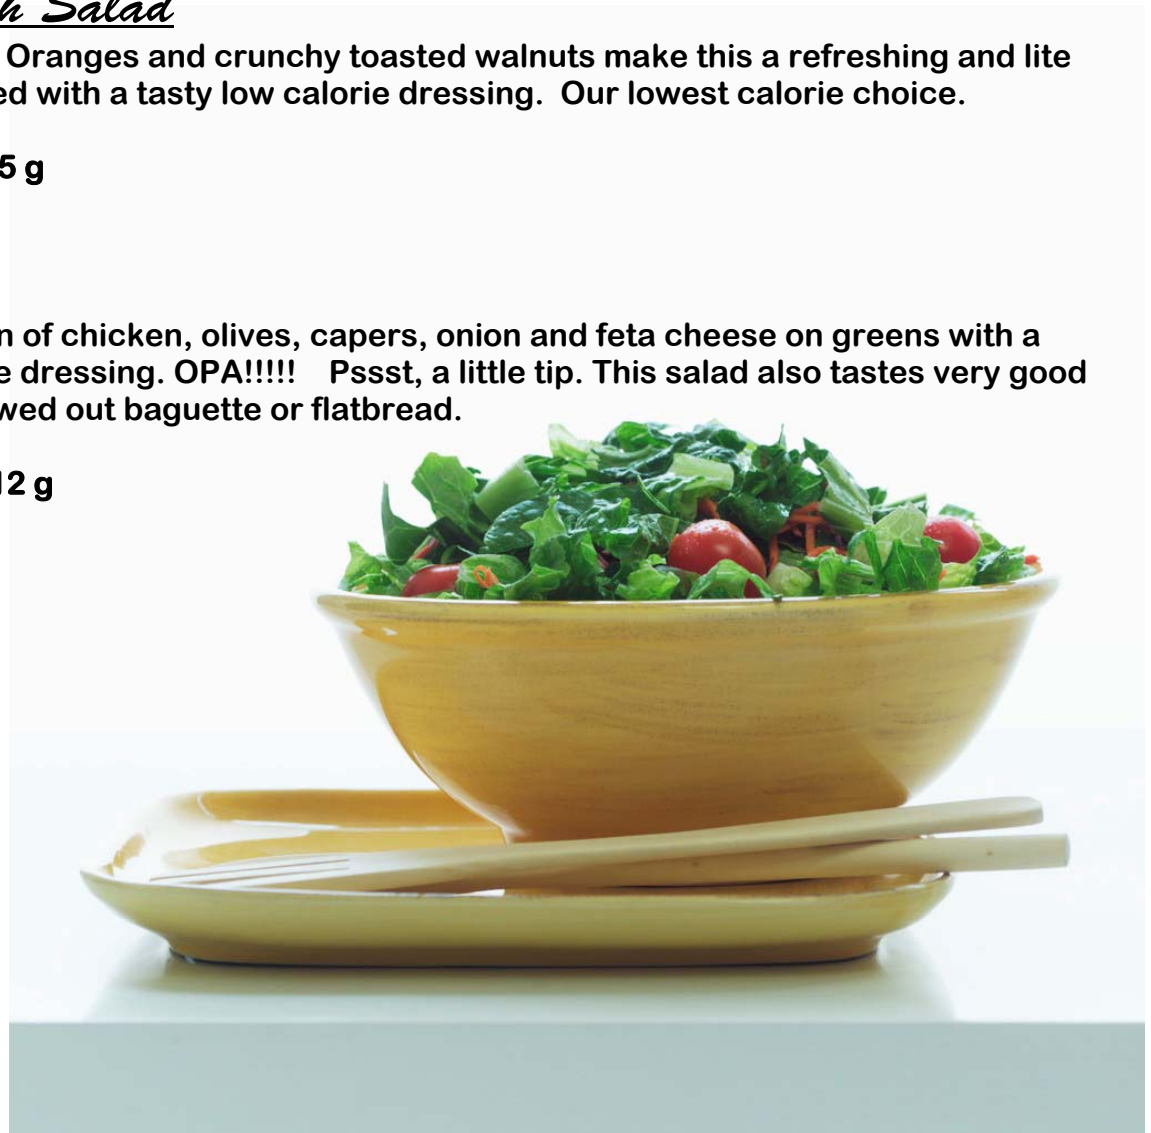 Salad
Oranges and crunchy toasted walnuts make this a refreshing and lite
with a tasty low calorie dressing.  Our lowest calorie choice.
5 g
of chicken, olives, capers, onion and feta cheese on greens with a
dressing. OPA!!!!!    Pssst, a little tip. This salad also tastes very good
out baguette or flatbread.
12 g